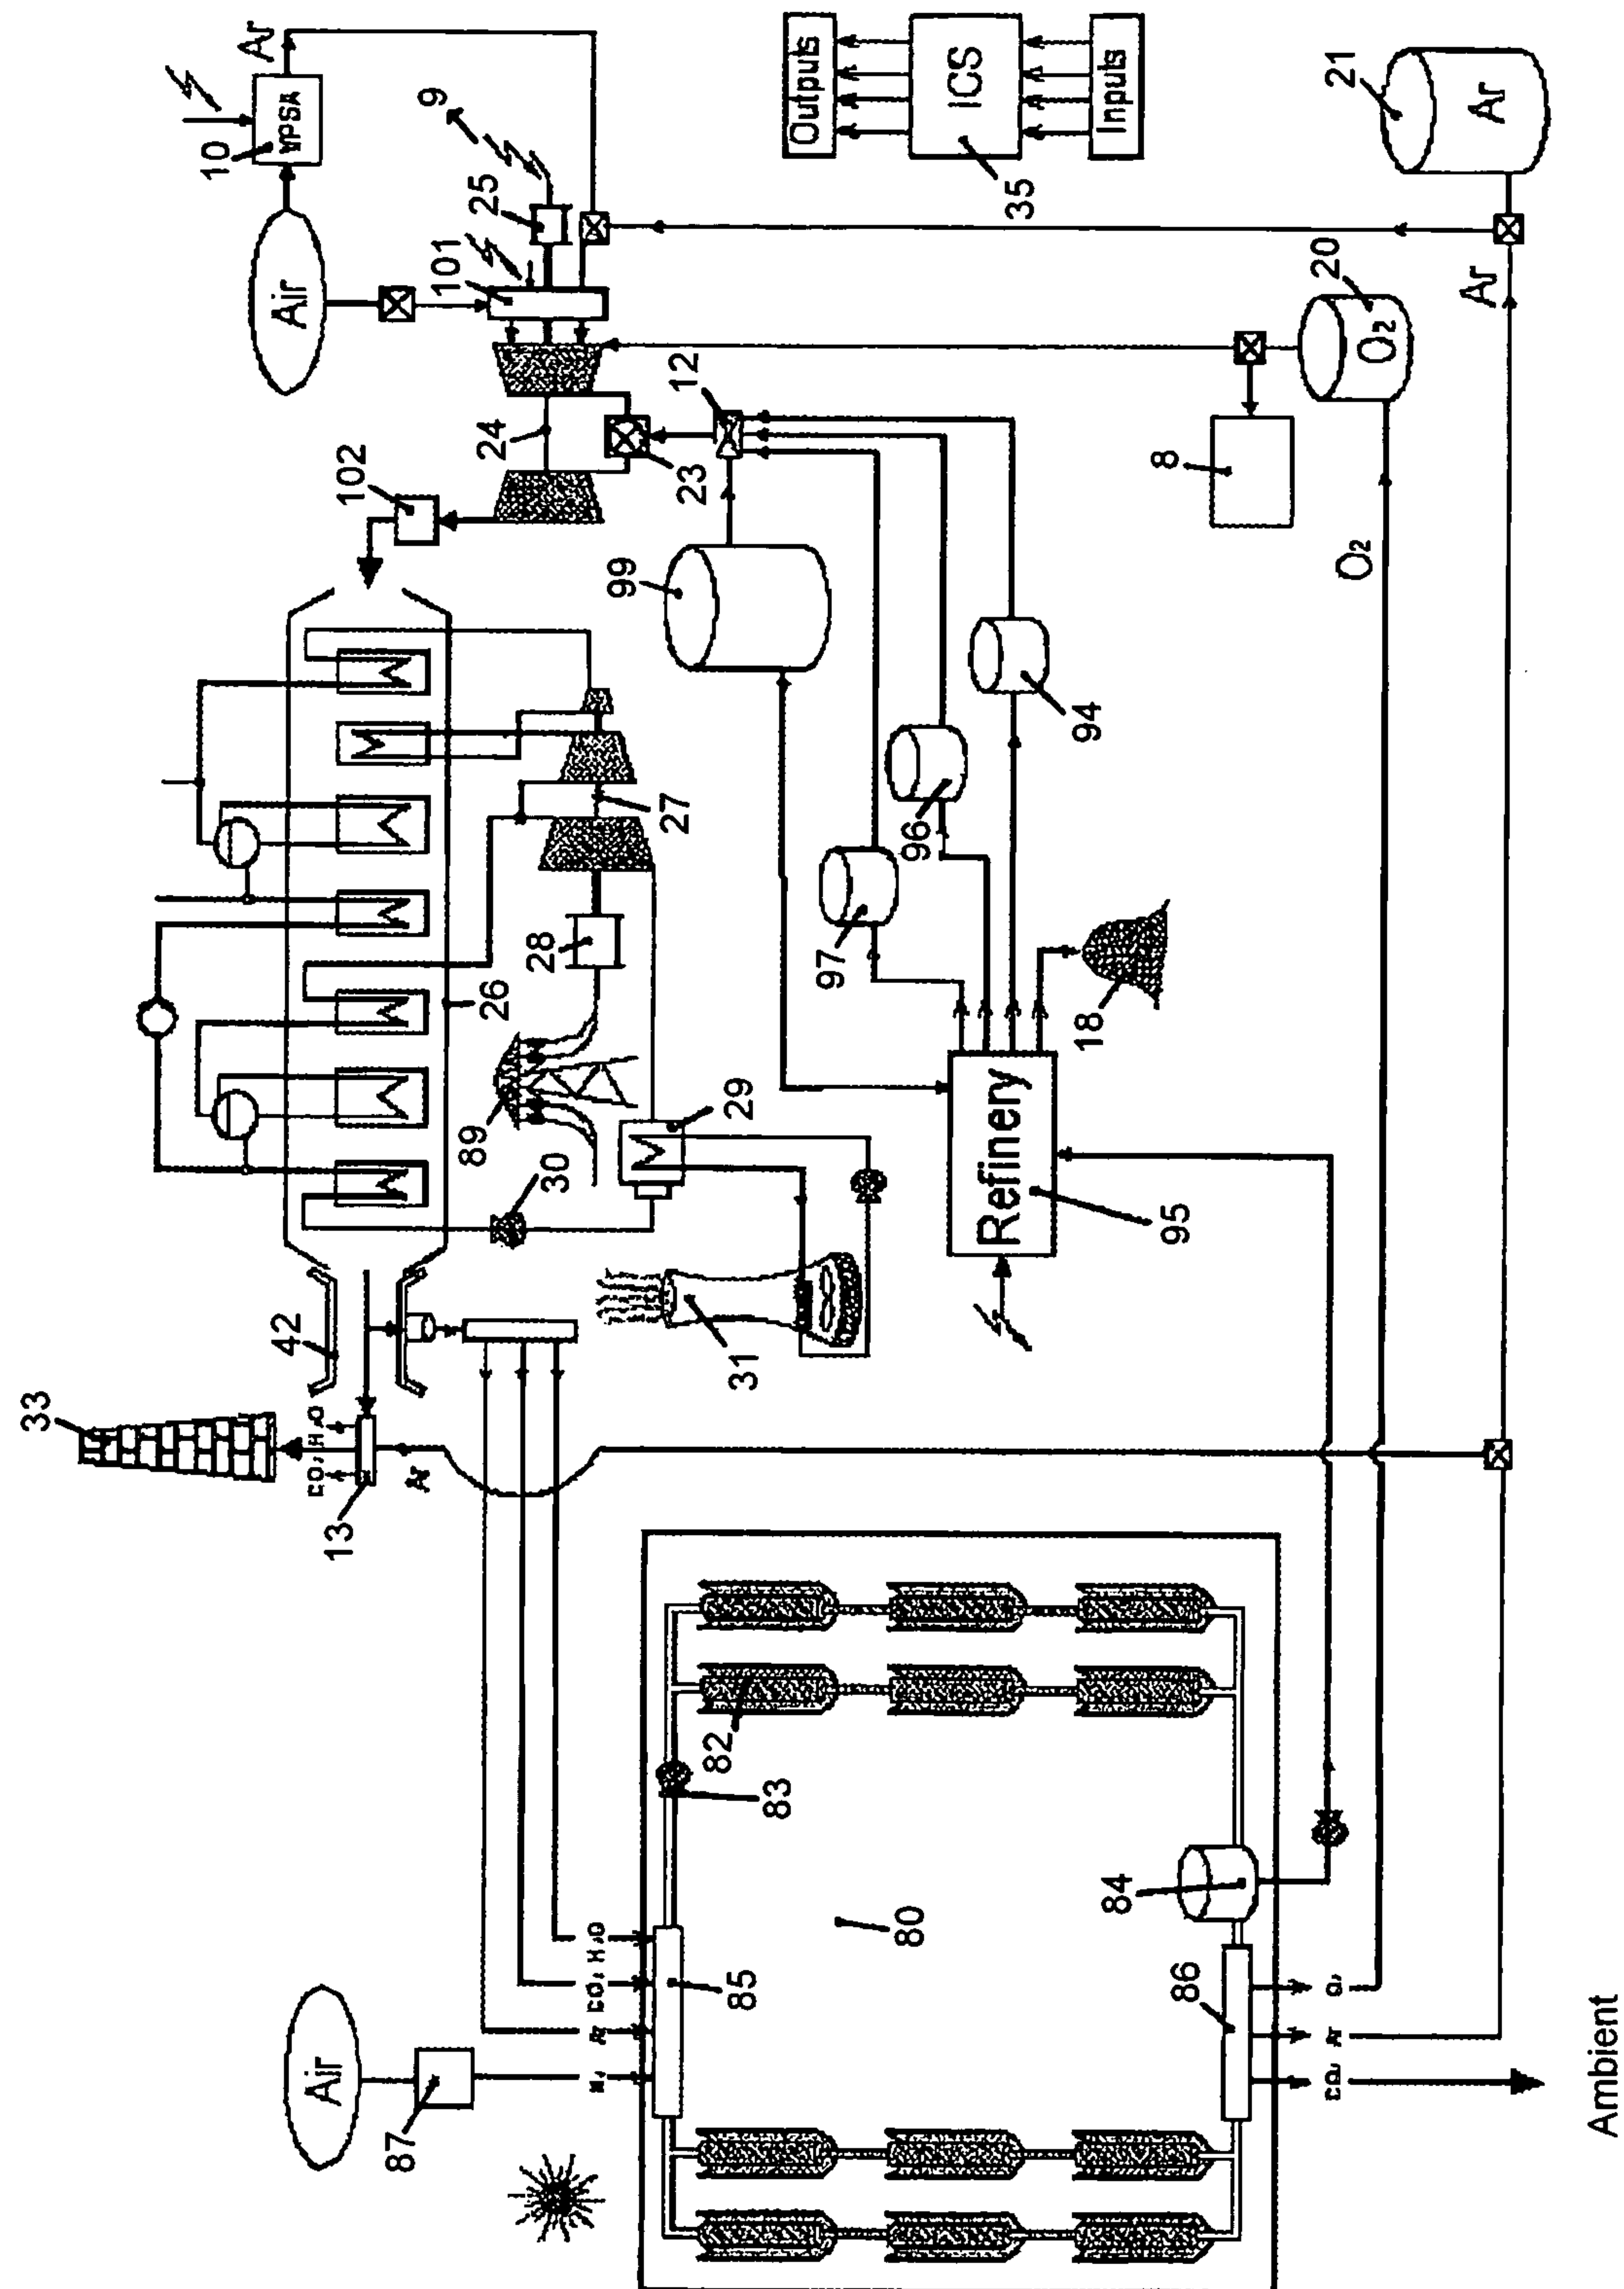 33
10
Ar
VPSA
42
Air
Air
CO₂ H₂O
13
102
87
Ar
9
101
89
26
25
24
30
28
N₂ Ar CO₂ H₂O
99
27
12
23
29
82
31
85
83
Outputs
97
80
96
ICS
Refinery
35
94
18
Inputs
84
8
95
86
20
21
CO₂ Ar O₂
O₂
O₂
Ar
Ar
Ambient